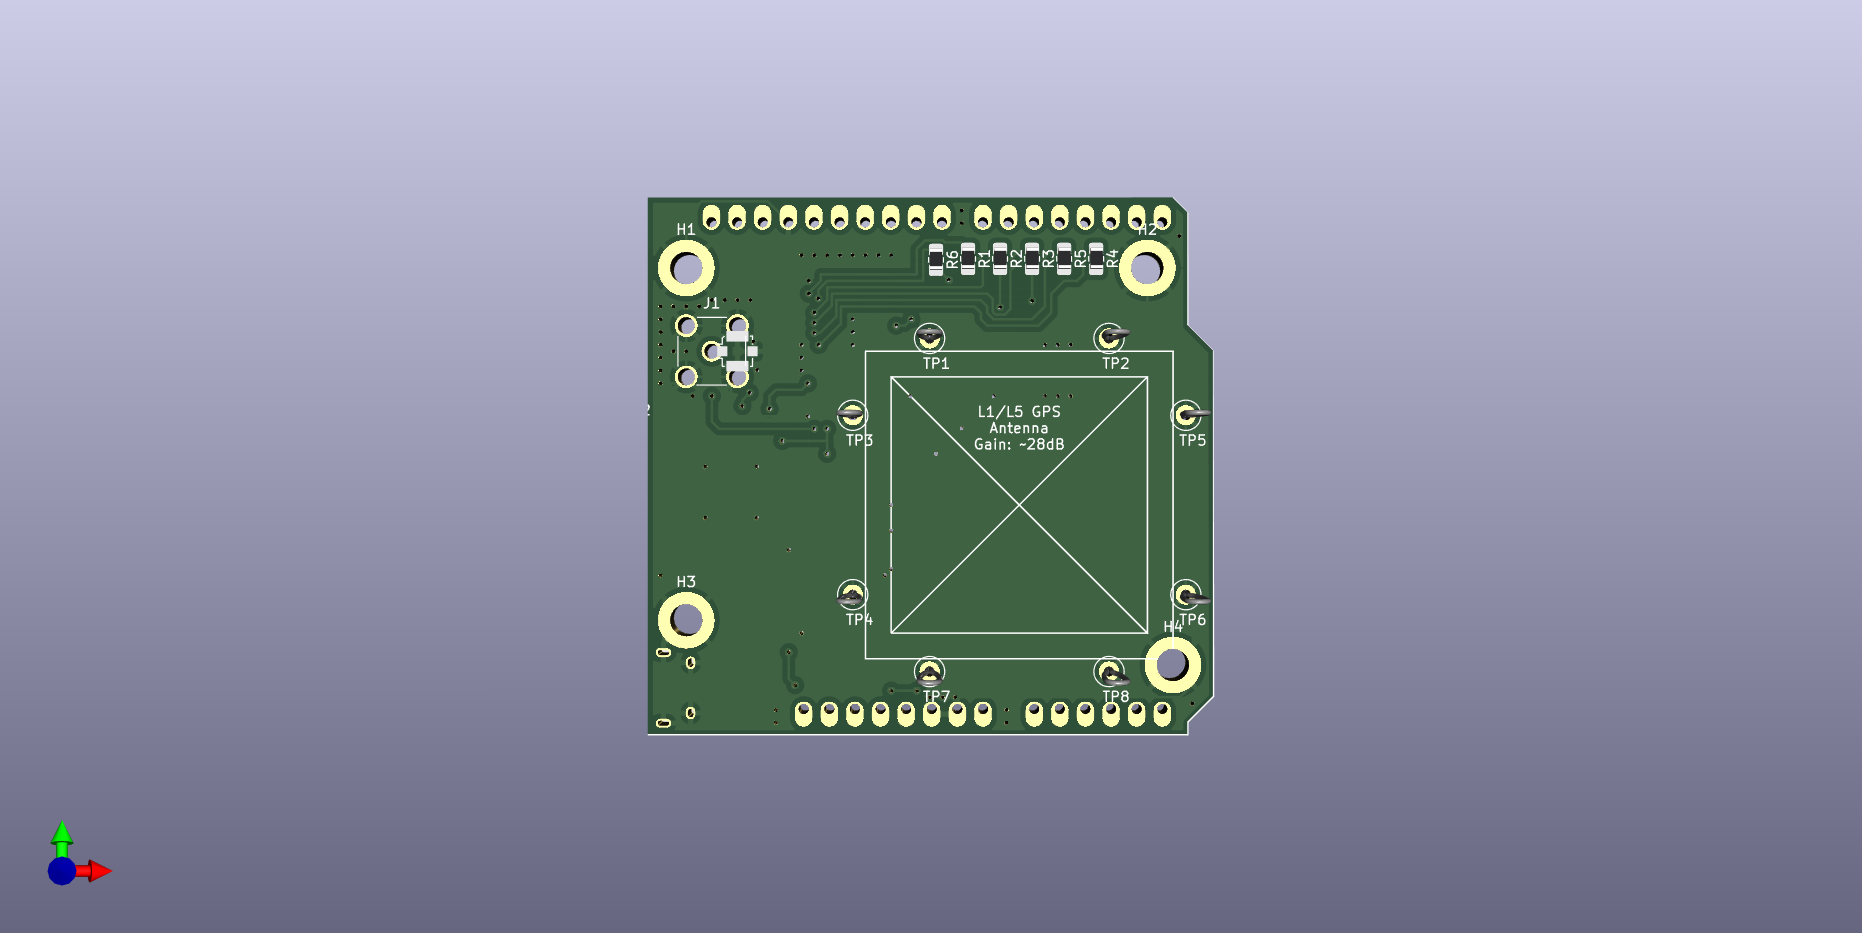 H1
H2
R6
R1
R2
R3
R5
R4
J1
TP1
TP2
L1/L5 GPS
Antenna
Gain: ~28dB
TP3
TP5
H3
TP4
TP6
H4
TP7
TP8